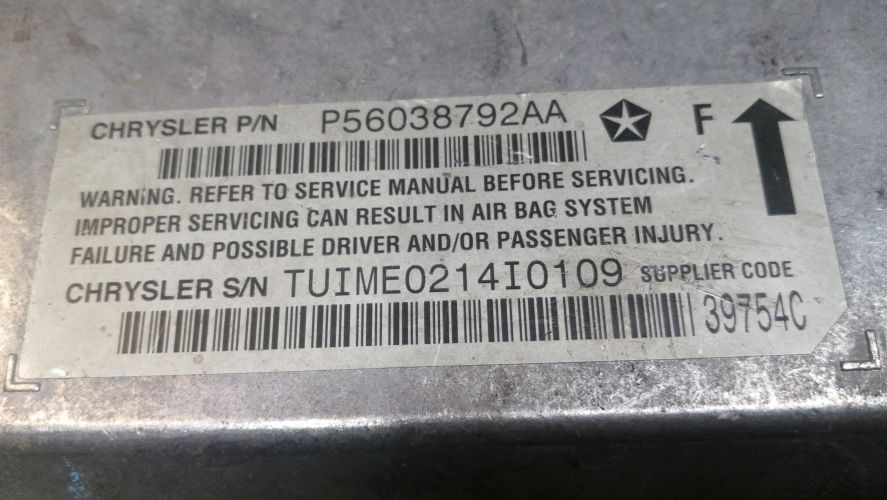 CHRYSLER P/N P56038792AA F
WARNING. REFER TO SERVICE MANUAL BEFORE SERVICING.
IMPROPER SERVICING CAN RESULT IN AIR BAG SYSTEM
FAILURE AND POSSIBLE DRIVER AND/OR PASSENGER INJURY.
CHRYSLER S/N TUIME0214I0109 SUPPLIER CODE
39754C